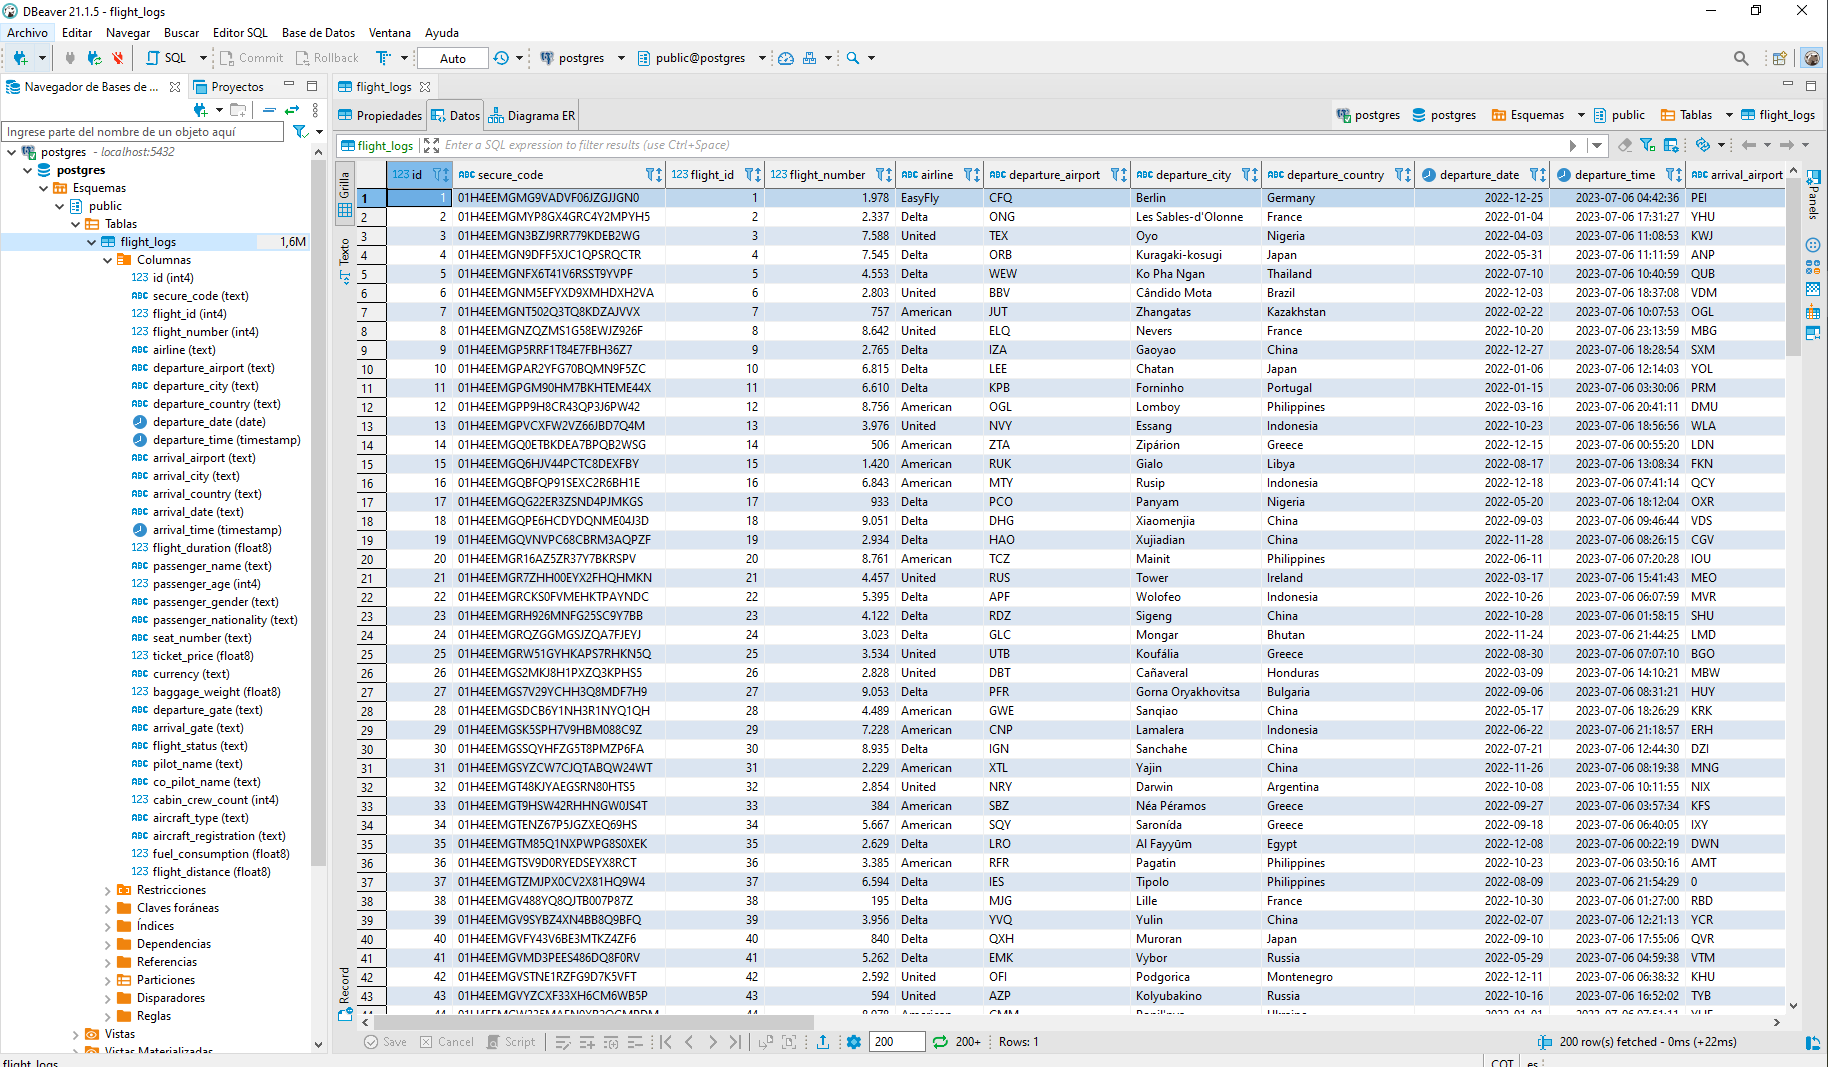 DBeaver 21.1.5 - flight_logs
Archivo Editar Navegar Buscar Editor SQL Base de Datos Ventana Ayuda
SQL Commit Rollback Auto postgres public@postgres
Navegador de Bases de ... Proyectos
flight_logs
Propiedades Datos Diagrama ER
postgres postgres Esquemas public Tablas flight_logs
Ingrese parte del nombre de un objeto aquí
flight_logs Enter a SQL expression to filter results (use Ctrl+Space)
postgres - localhost:5432
postgres
Esquemas
public
Tablas
flight_logs 1,6M
Columnas
123 id (int4)
ABC secure_code (text)
123 flight_id (int4)
123 flight_number (int4)
ABC airline (text)
ABC departure_airport (text)
ABC departure_city (text)
ABC departure_country (text)
departure_date (date)
departure_time (timestamp)
ABC arrival_airport (text)
ABC arrival_city (text)
ABC arrival_country (text)
ABC arrival_date (text)
arrival_time (timestamp)
123 flight_duration (float8)
ABC passenger_name (text)
123 passenger_age (int4)
ABC passenger_gender (text)
ABC passenger_nationality (text)
ABC seat_number (text)
123 ticket_price (float8)
ABC currency (text)
123 baggage_weight (float8)
ABC departure_gate (text)
ABC arrival_gate (text)
ABC flight_status (text)
ABC pilot_name (text)
ABC co_pilot_name (text)
123 cabin_crew_count (int4)
ABC aircraft_type (text)
ABC aircraft_registration (text)
123 fuel_consumption (float8)
123 flight_distance (float8)
Restricciones
Claves foráneas
Índices
Dependencias
Referencias
Particiones
Disparadores
Reglas
Vistas
Vistas Materializadas
Grilla
Texto
Record
Panels
123 id ABC secure_code 123 flight_id 123 flight_number ABC airline ABC departure_airport ABC departure_city ABC departure_country departure_date departure_time ABC arrival_airport
1 1 01H4EEMGMG9VADVF06JZGJJGN0 1 1.978 EasyFly CFQ Berlin Germany 2022-12-25 2023-07-06 04:42:36 PEI
2 2 01H4EEMGMYP8GX4GRC4Y2MPYH5 2 2.337 Delta ONG Les Sables-d'Olonne France 2022-01-04 2023-07-06 17:31:27 YHU
3 3 01H4EEMGN3BZJ9RR779KDEB2WG 3 7.588 United TEX Oyo Nigeria 2022-04-03 2023-07-06 11:08:53 KWJ
4 4 01H4EEMGN9DFF5XJC1QPSRQCTR 4 7.545 Delta ORB Kuragaki-kosugi Japan 2022-05-31 2023-07-06 11:11:59 ANP
5 5 01H4EEMGNFX6T41V6RSST9YVPF 5 4.553 Delta WEW Ko Pha Ngan Thailand 2022-07-10 2023-07-06 10:40:59 QUB
6 6 01H4EEMGNM5EFYXD9XMHDXH2VA 6 2.803 United BBV Cândido Mota Brazil 2022-12-03 2023-07-06 18:37:08 VDM
7 7 01H4EEMGNT502Q3TQ8KDZAJVVX 7 757 American JUT Zhangatas Kazakhstan 2022-02-22 2023-07-06 10:07:53 OGL
8 8 01H4EEMGNZQZMS1G58EWJZ926F 8 8.642 United ELQ Nevers France 2022-10-20 2023-07-06 23:13:59 MBG
9 9 01H4EEMGP5RRF1T84E7FBH36Z7 9 2.765 Delta IZA Gaoyao China 2022-12-27 2023-07-06 18:28:54 SXM
10 10 01H4EEMGPAR2YFG70BQMN9F5ZC 10 6.815 Delta LEE Chatan Japan 2022-01-06 2023-07-06 12:14:03 YOL
11 11 01H4EEMGPGM90HM7BKHTEME44X 11 6.610 Delta KPB Forninho Portugal 2022-01-15 2023-07-06 03:30:06 PRM
12 12 01H4EEMGPP9H8CR43QP3J6PW42 12 8.756 American OGL Lomboy Philippines 2022-03-16 2023-07-06 20:41:11 DMU
13 13 01H4EEMGPVCXFW2VZ66JBD7Q4M 13 3.976 United NVY Essang Indonesia 2022-10-23 2023-07-06 18:56:56 WLA
14 14 01H4EEMGQ0ETBKDEA7BPQB2WSG 14 506 American ZTA Zipárion Greece 2022-12-15 2023-07-06 00:55:20 LDN
15 15 01H4EEMGQ6HJV44PCTC8DEXFBY 15 1.420 American RUK Gialo Libya 2022-08-17 2023-07-06 13:08:34 FKN
16 16 01H4EEMGQBFQP91SEXC2R6BH1E 16 6.843 American MTY Rusip Indonesia 2022-12-18 2023-07-06 07:41:14 QCY
17 17 01H4EEMGQG22ER3ZSND4PJMKGS 17 933 Delta PCO Panyam Nigeria 2022-05-20 2023-07-06 18:12:04 OXR
18 18 01H4EEMGQPE6HCDYDQNME04J3D 18 9.051 Delta DHG Xiaomenjia China 2022-09-03 2023-07-06 09:46:44 VDS
19 19 01H4EEMGQVNVPC68CBRM3AQPZF 19 2.934 Delta HAO Xujiadian China 2022-11-28 2023-07-06 08:26:15 CGV
20 20 01H4EEMGR16AZ5ZR37Y7BKRSPV 20 8.761 American TCZ Mainit Philippines 2022-06-11 2023-07-06 07:20:28 IOU
21 21 01H4EEMGR7ZHH00EYX2FHQHMKN 21 4.457 United RUS Tower Ireland 2022-03-17 2023-07-06 15:41:43 MEO
22 22 01H4EEMGRCKS0FVMEHKTPAYNDC 22 5.395 Delta APF Wolofeo Indonesia 2022-10-26 2023-07-06 06:07:59 MVR
23 23 01H4EEMGRH926MNFG25SC9Y7BB 23 4.122 Delta RDZ Sigeng China 2022-10-28 2023-07-06 01:58:15 SHU
24 24 01H4EEMGRQZGGMGSJZQA7FJEYJ 24 3.023 Delta GLC Mongar Bhutan 2022-11-24 2023-07-06 21:44:25 LMD
25 25 01H4EEMGRW51GYHKAPS7RHKN5Q 25 3.534 United UTB Koufália Greece 2022-08-30 2023-07-06 07:07:10 BGO
26 26 01H4EEMGS2MKJ8H1PXZQ3KPHS5 26 2.828 United DBT Cañaveral Honduras 2022-03-09 2023-07-06 14:10:21 MBW
27 27 01H4EEMGS7V29YCHH3Q8MDF7H9 27 9.053 Delta PFR Gorna Oryakhovitsa Bulgaria 2022-09-06 2023-07-06 08:31:21 HUY
28 28 01H4EEMGSDCB6Y1NH3R1NYQ1QH 28 4.489 American GWE Sanqiao China 2022-05-17 2023-07-06 18:26:29 KRK
29 29 01H4EEMGSK5SPH7V9HBM088C9Z 29 7.228 American CNP Lamalera Indonesia 2022-06-22 2023-07-06 21:18:57 ERH
30 30 01H4EEMGSSQYHFZG5T8PMZP6FA 30 8.935 Delta IGN Sanchahe China 2022-07-21 2023-07-06 12:44:30 DZI
31 31 01H4EEMGSYZCW7CJQTABQW24WT 31 2.229 American XTL Yajin China 2022-11-26 2023-07-06 08:19:38 MNG
32 32 01H4EEMGT48KJYAEGSRN80HTS5 32 2.854 United NRY Darwin Argentina 2022-10-08 2023-07-06 10:11:55 NIX
33 33 01H4EEMGT9HSW42RHHNGW0JS4T 33 384 American SBZ Néa Péramos Greece 2022-09-27 2023-07-06 03:57:34 KFS
34 34 01H4EEMGTENZ67P5JGZXEQ69HS 34 5.667 American SQY Saronída Greece 2022-09-18 2023-07-06 06:40:05 IXY
35 35 01H4EEMGTM85Q1NXPWPG8S0XEK 35 2.629 Delta LRO Al Fayyūm Egypt 2022-12-08 2023-07-06 00:22:19 DWN
36 36 01H4EEMGTSV9D0RYEDSEYX8RCT 36 3.385 American RFR Pagatin Philippines 2022-10-23 2023-07-06 03:50:16 AMT
37 37 01H4EEMGTZMJPX0CV2X81HQ9W4 37 6.594 Delta IES Tipolo Philippines 2022-08-09 2023-07-06 21:54:29 0
38 38 01H4EEMGV488YQ8QJTB007P87Z 38 195 Delta MJG Lille France 2022-10-30 2023-07-06 01:27:00 RBD
39 39 01H4EEMGV9SYBZ4XN4BB8Q9BFQ 39 3.956 Delta YVQ Yulin China 2022-02-07 2023-07-06 12:21:13 YCR
40 40 01H4EEMGVFY43V6BE3MTKZ4ZF6 40 840 Delta QXH Muroran Japan 2022-09-10 2023-07-06 17:55:06 QVR
41 41 01H4EEMGVMD3PEES486DQ8F0RV 41 5.262 Delta EMK Vybor Russia 2022-05-29 2023-07-06 04:59:38 VTM
42 42 01H4EEMGVSTNE1RZFG9D7K5VFT 42 2.592 United OFI Podgorica Montenegro 2022-12-11 2023-07-06 06:38:32 KHU
43 43 01H4EEMGVYZCXF33XH6CM6WB5P 43 594 United AZP Kolyubakino Russia 2022-10-16 2023-07-06 16:52:02 TYB
Save Cancel Script 200 200+ Rows: 1 200 row(s) fetched - 0ms (+22ms)
flight_logs COT es